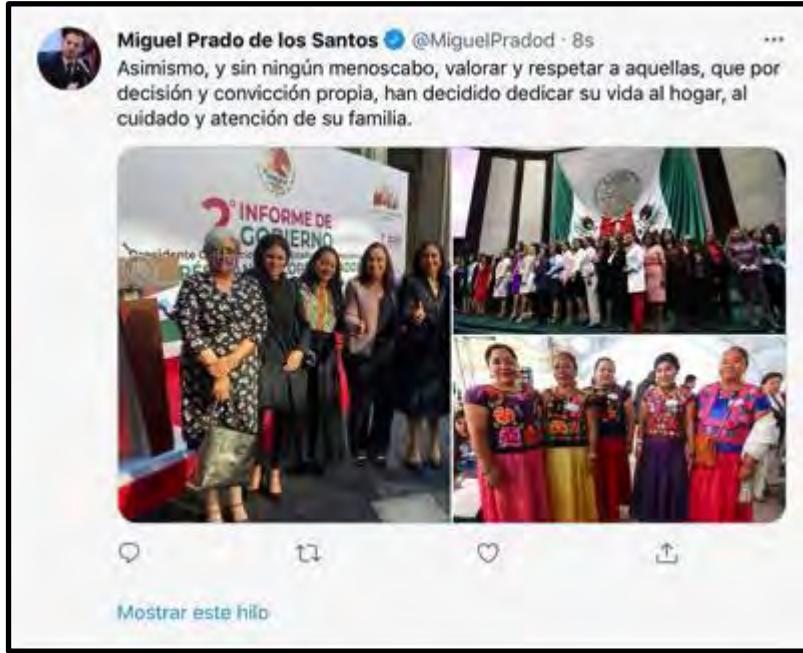 Miguel Prado de los Santos @MiguelPradod · 8s
Asimismo, y sin ningún menoscabo, valorar y respetar a aquellas, que por
decisión y convicción propia, han decidido dedicar su vida al hogar, al
cuidado y atención de su familia.
2° INFORME DE
GOBIERNO
Mostrar este hilo